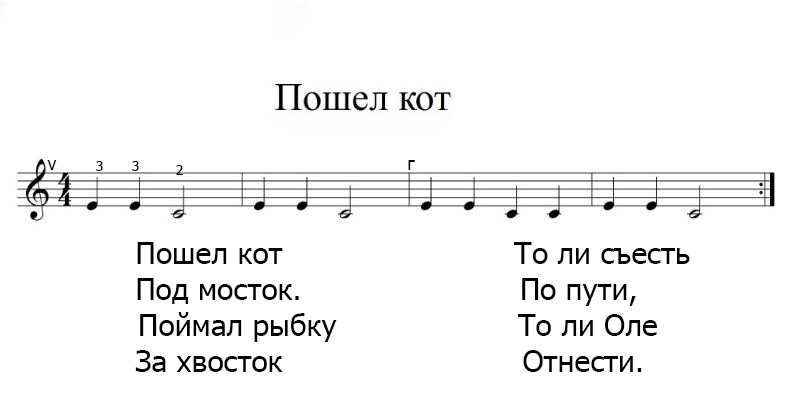 Пошел кот
V 3 3 2 Г
4
4
Пошел кот
Под мосток.
Поймал рыбку
За хвосток
То ли съесть
По пути,
То ли Оле
Отнести.